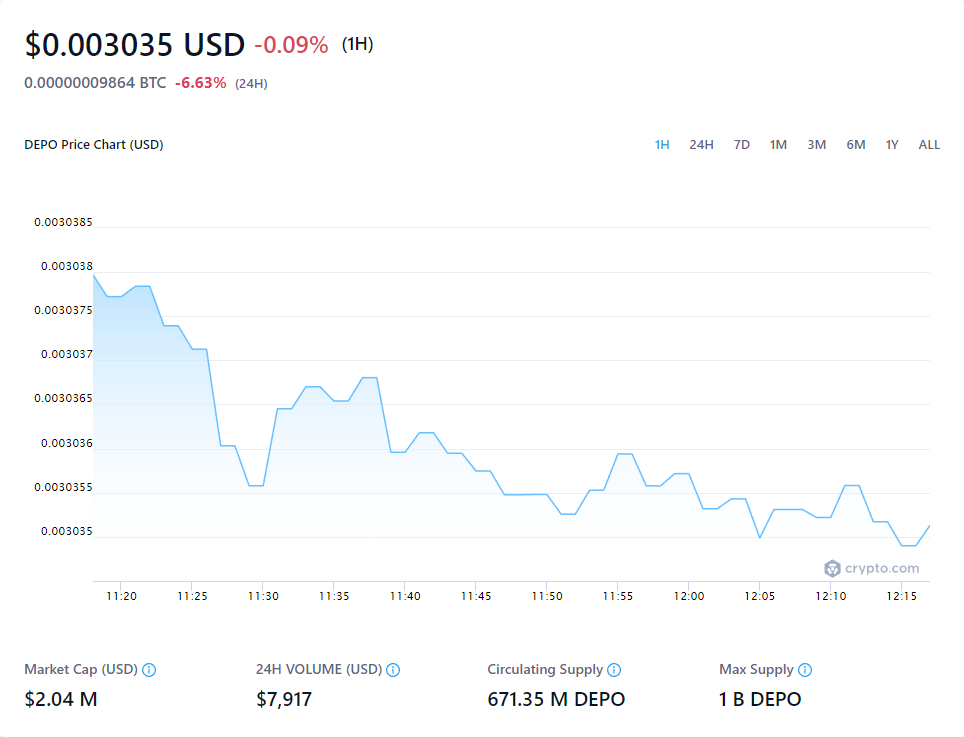 $0.003035 USD -0.09% (1H)
0.00000009864 BTC -6.63% (24H)
DEPO Price Chart (USD)
1H 24H 7D 1M 3M 6M 1Y ALL
0.0030385
0.003038
0.0030375
0.003037
0.0030365
0.003036
0.0030355
0.003035
crypto.com
11:20 11:25 11:30 11:35 11:40 11:45 11:50 11:55 12:00 12:05 12:10 12:15
Market Cap (USD) 24H VOLUME (USD) Circulating Supply Max Supply
$2.04 M $7,917 671.35 M DEPO 1 B DEPO